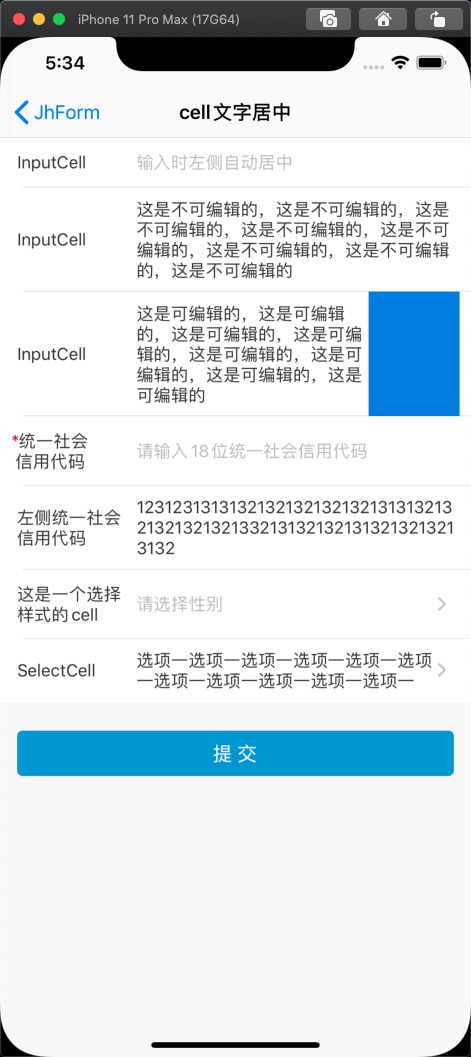 iPhone 11 Pro Max (17G64)
5:34
JhForm
cell文字居中
InputCell
输入时左侧自动居中
InputCell
这是不可编辑的，这是不可编辑的，这是
不可编辑的，这是不可编辑的，这是不可
编辑的，这是不可编辑的，这是不可编辑
的，这是不可编辑的
InputCell
这是可编辑的，这是可编辑
的，这是可编辑的，这是可编
辑的，这是可编辑的，这是可
编辑的，这是可编辑的，这是
可编辑的
*统一社会
信用代码
请输入18位统一社会信用代码
左侧统一社会
信用代码
1231231313132132132132132131313213
2132132132132133213132132131321321321
3132
这是一个选择
样式的cell
请选择性别
SelectCell
选项一选项一选项一选项一选项一选项
一选项一选项一选项一选项一选项一
提 交